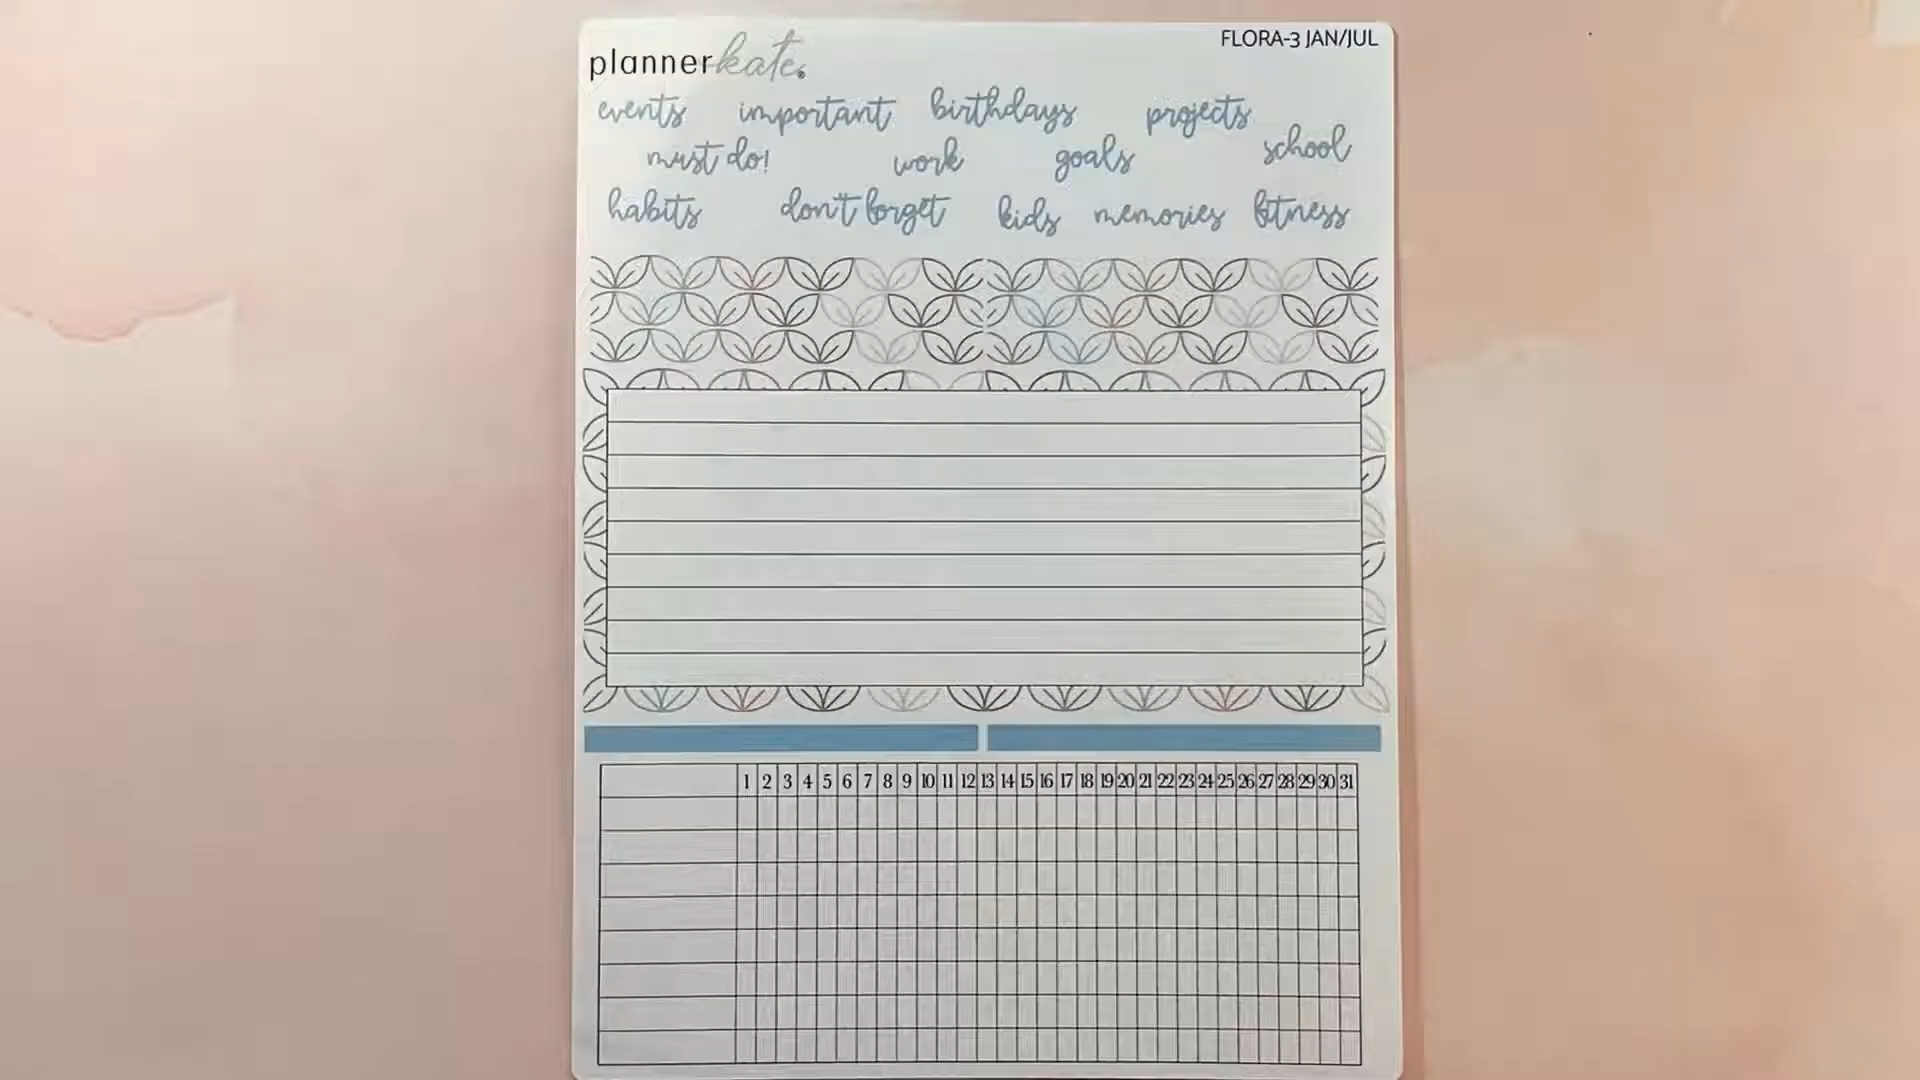 plannerkate®
FLORA-3 JAN/JUL
events important birthdays projects
must do! work goals school
habits don't forget kids memories fitness
1 2 3 4 5 6 7 8 9 10 11 12 13 14 15 16 17 18 19 20 21 22 23 24 25 26 27 28 29 30 31